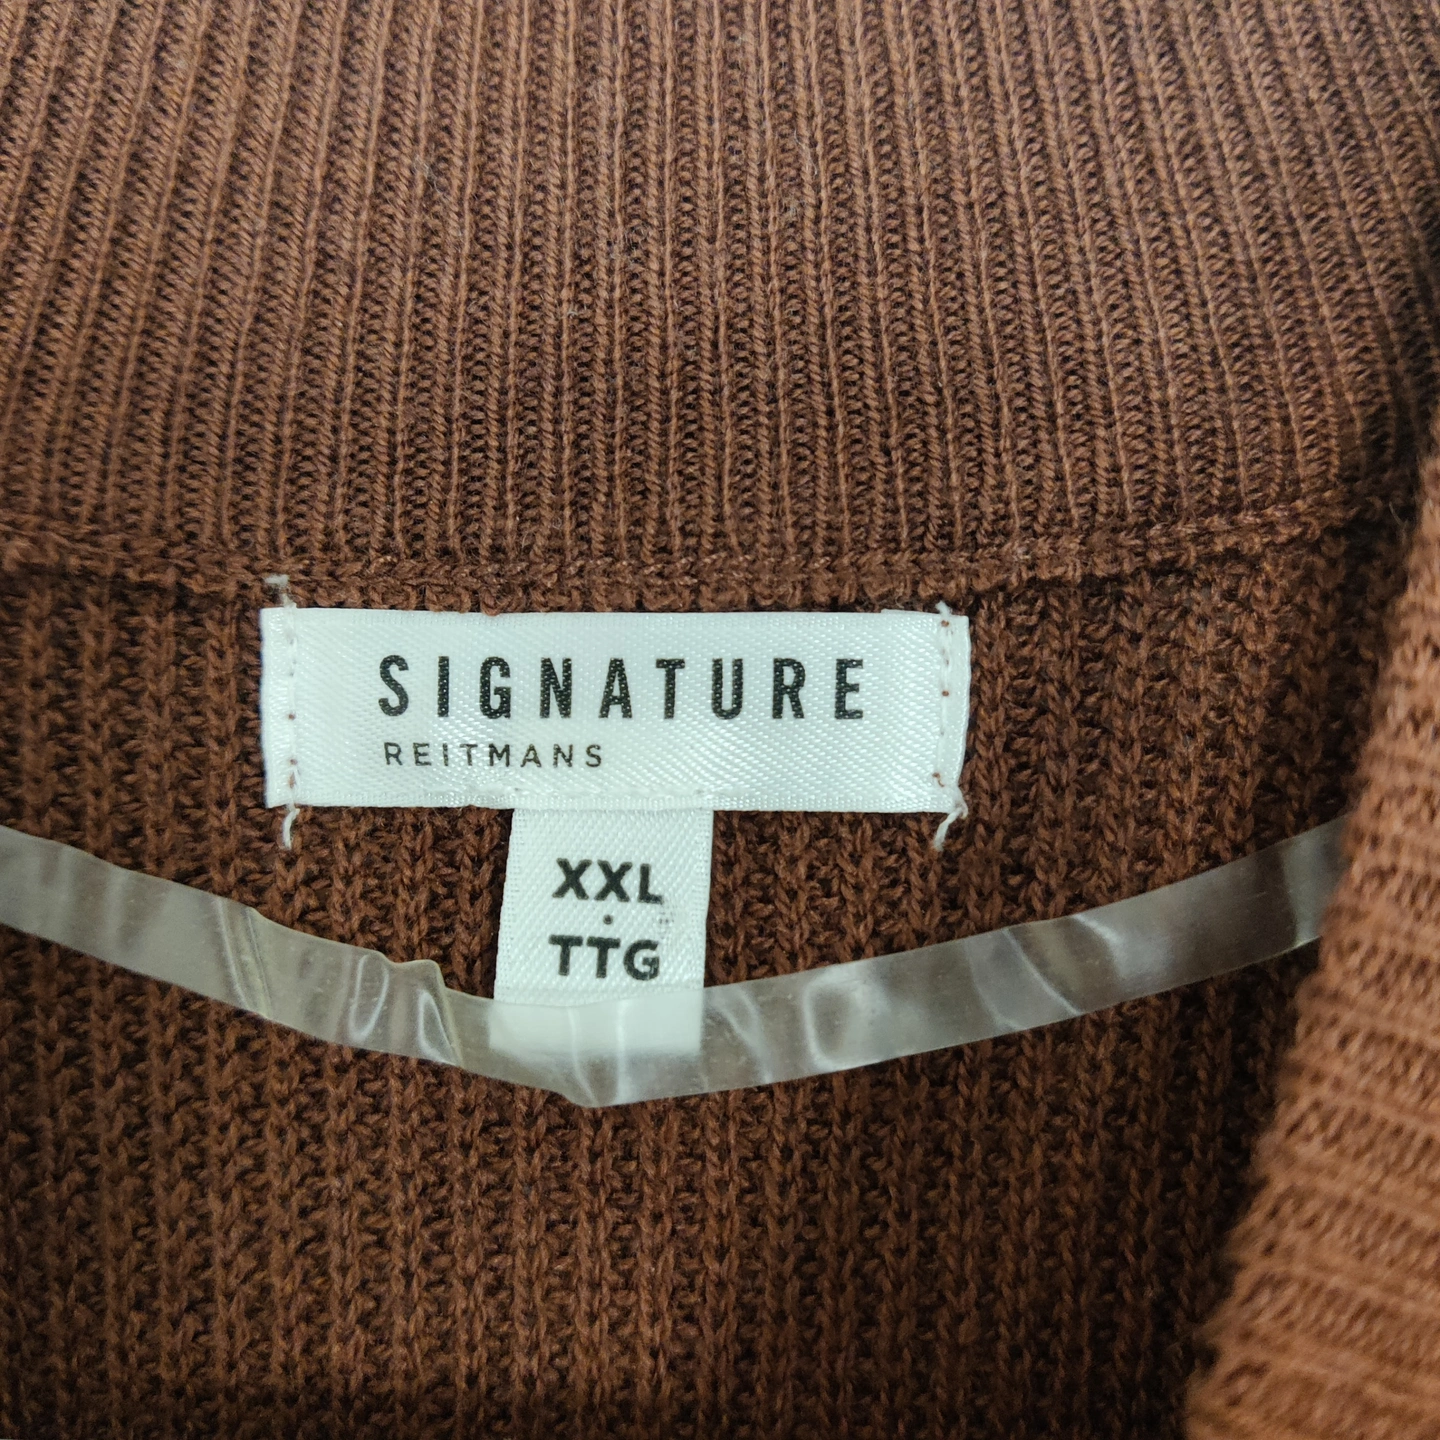 SIGNATURE
REITMANS
XXL
·
TTG